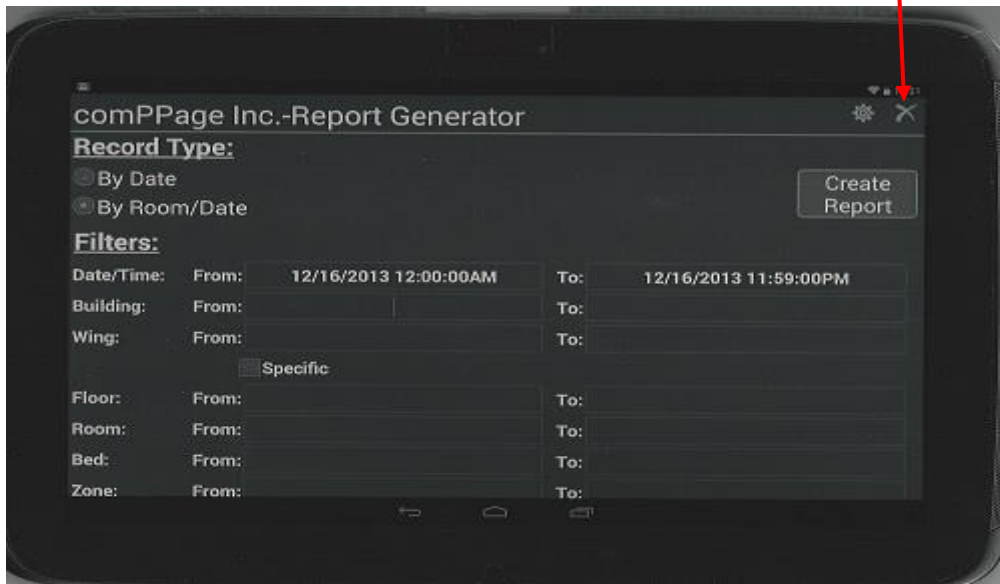 comPPage Inc.-Report Generator
Record Type:
By Date
By Room/Date
Create
Report
Filters:
Date/Time: From: 12/16/2013 12:00:00AM To: 12/16/2013 11:59:00PM
Building: From: To:
Wing: From: To:
Specific
Floor: From: To:
Room: From: To:
Bed: From: To:
Zone: From: To: